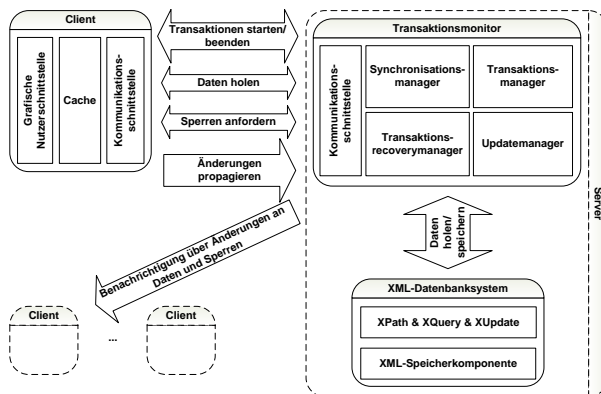 Client
Grafische
Nutzerschnittstelle
Cache
Kommunikations-
schnittstelle
Transaktionen starten/
beenden
Daten holen
Sperren anfordern
Änderungen
propagieren
Benachrichtigung über Änderungen an
Daten und Sperren
Transaktionsmonitor
Kommunikations-
schnittstelle
Synchronisations-
manager
Transaktions-
manager
Transaktions-
recoverymanager
Updatemanager
Server
Daten
holen/
speichern
XML-Datenbanksystem
XPath & XQuery & XUpdate
XML-Speicherkomponente
Client
...
Client